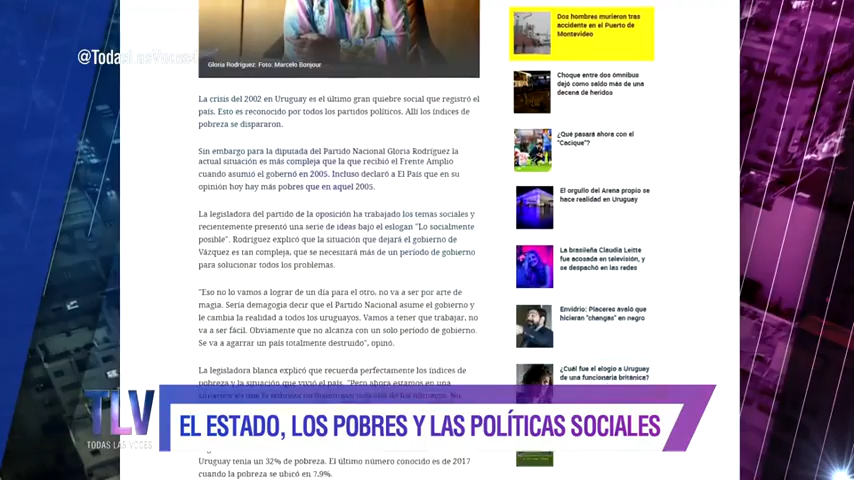 @TodasLasVoces
Gloria Rodríguez. Foto: Marcelo Bonjour
La crisis del 2002 en Uruguay es el último gran quiebre social que registró el
país. Esto es reconocido por todos los partidos políticos. Allí los índices de
pobreza se dispararon.
Sin embargo para la diputada del Partido Nacional Gloria Rodríguez la
actual situación es más compleja que la que recibió el Frente Amplio
cuando asumió el gobernó en 2005. Incluso declaró a El País que en su
opinión hoy hay más pobres que en aquel 2005.
La legisladora del partido de la oposición ha trabajado los temas sociales y
recientemente presentó una serie de ideas bajo el eslogan "Lo socialmente
posible". Rodríguez explicó que la situación que dejará el gobierno de
Vázquez es tan compleja, que se necesitará más de un periodo de gobierno
para solucionar todos los problemas.
"Eso no lo vamos a lograr de un día para el otro, no va a ser por arte de
magia. Sería demagogia decir que el Partido Nacional asume el gobierno y
le cambia la realidad a todos los uruguayos. Vamos a tener que trabajar, no
va a ser fácil. Obviamente que no alcanza con un solo periodo de gobierno.
Se va a agarrar un país totalmente destruido", opinó.
La legisladora blanca explicó que recuerda perfectamente los índices de
pobreza y la situación que vivió el país. "Pero ahora estamos en una
Uruguay tenía un 32% de pobreza. El último número conocido es de 2017
cuando la pobreza se ubicó en 7,9%.
Dos hombres murieron tras
accidente en el Puerto de
Montevideo
Choque entre dos ómnibus
dejó como saldo más de una
decena de heridos
¿Qué pasará ahora con el
"Cacique"?
El orgullo del Arena propio se
hace realidad en Uruguay
La brasileña Claudia Leitte
fue acosada en televisión, y
se despachó en las redes
Envidrio: Placeres avaló que
hicieran "changas" en negro
¿Cuál fue el elogio a Uruguay
de una funcionaria británica?
TLV
TODAS LAS VOCES
EL ESTADO, LOS POBRES Y LAS POLÍTICAS SOCIALES